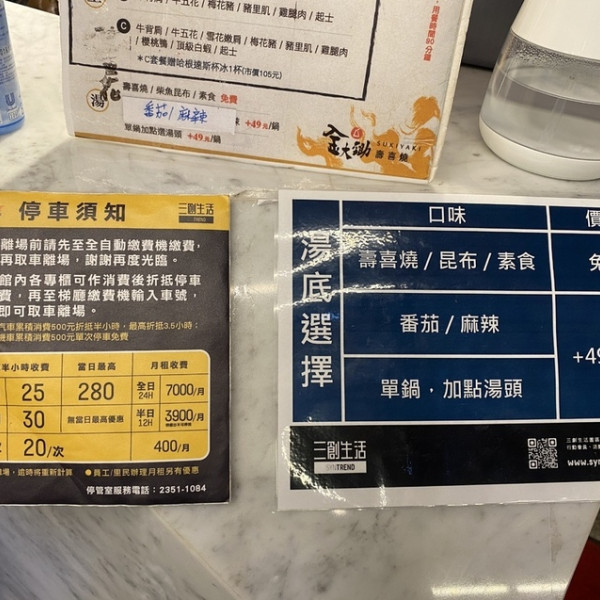 牛背肩/牛五花/梅花豬/豬里肌/雞腿肉/起士
C
牛背肩/牛五花/雪花嫩肩/梅花豬/豬里肌/雞腿肉
/櫻桃鴨/頂級白蝦/起士
*C套餐贈哈根達斯杯冰1杯(市價105元)
用餐時間90分鐘
湯
壽喜燒/柴魚昆布/素食 免費
番茄/麻辣
+49元/鍋
單鍋加點選湯頭 +49元/鍋
金大鋤
SUKIYAKI
壽喜燒
停車須知
三創生活
離場前請先至全自動繳費機繳費,
再取車離場,謝謝再度光臨。
館內各專櫃可作消費後折抵停車
費,再至梯廳繳費機輸入車號,
即可取車離場。
汽車累積消費500元折抵半小時,最高折抵3.5小時;
機車累積消費500元單次停車免費
半小時收費 當日最高 月租收費
25 280 全日 24H 7000/月
30 無當日最高優惠 半日 12H 3900/月
20/次 400/月
離場,逾時將重新計算 ●員工/里民辦理月租另有優惠
停管室服務電話:2351-1084
湯底選擇
口味
壽喜燒/昆布/素食
番茄/麻辣
單鍋,加點湯頭
+49
三創生活
SYNTREND
www.syn